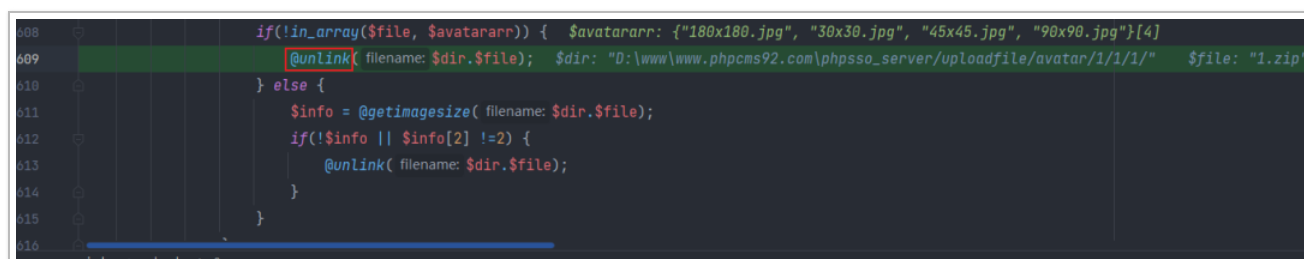 608 if(!in_array($file, $avatararr)) { $avatararr: {"180x180.jpg", "30x30.jpg", "45x45.jpg", "90x90.jpg"}[4]
609 @unlink( filename: $dir.$file); $dir: "D:\www\www.phpcms92.com\phpsso_server/uploadfile/avatar/1/1/1/" $file: "1.zip"
610 } else {
611 $info = @getimagesize( filename: $dir.$file);
612 if(!$info || $info[2] !=2) {
613 @unlink( filename: $dir.$file);
614 }
615 }
616